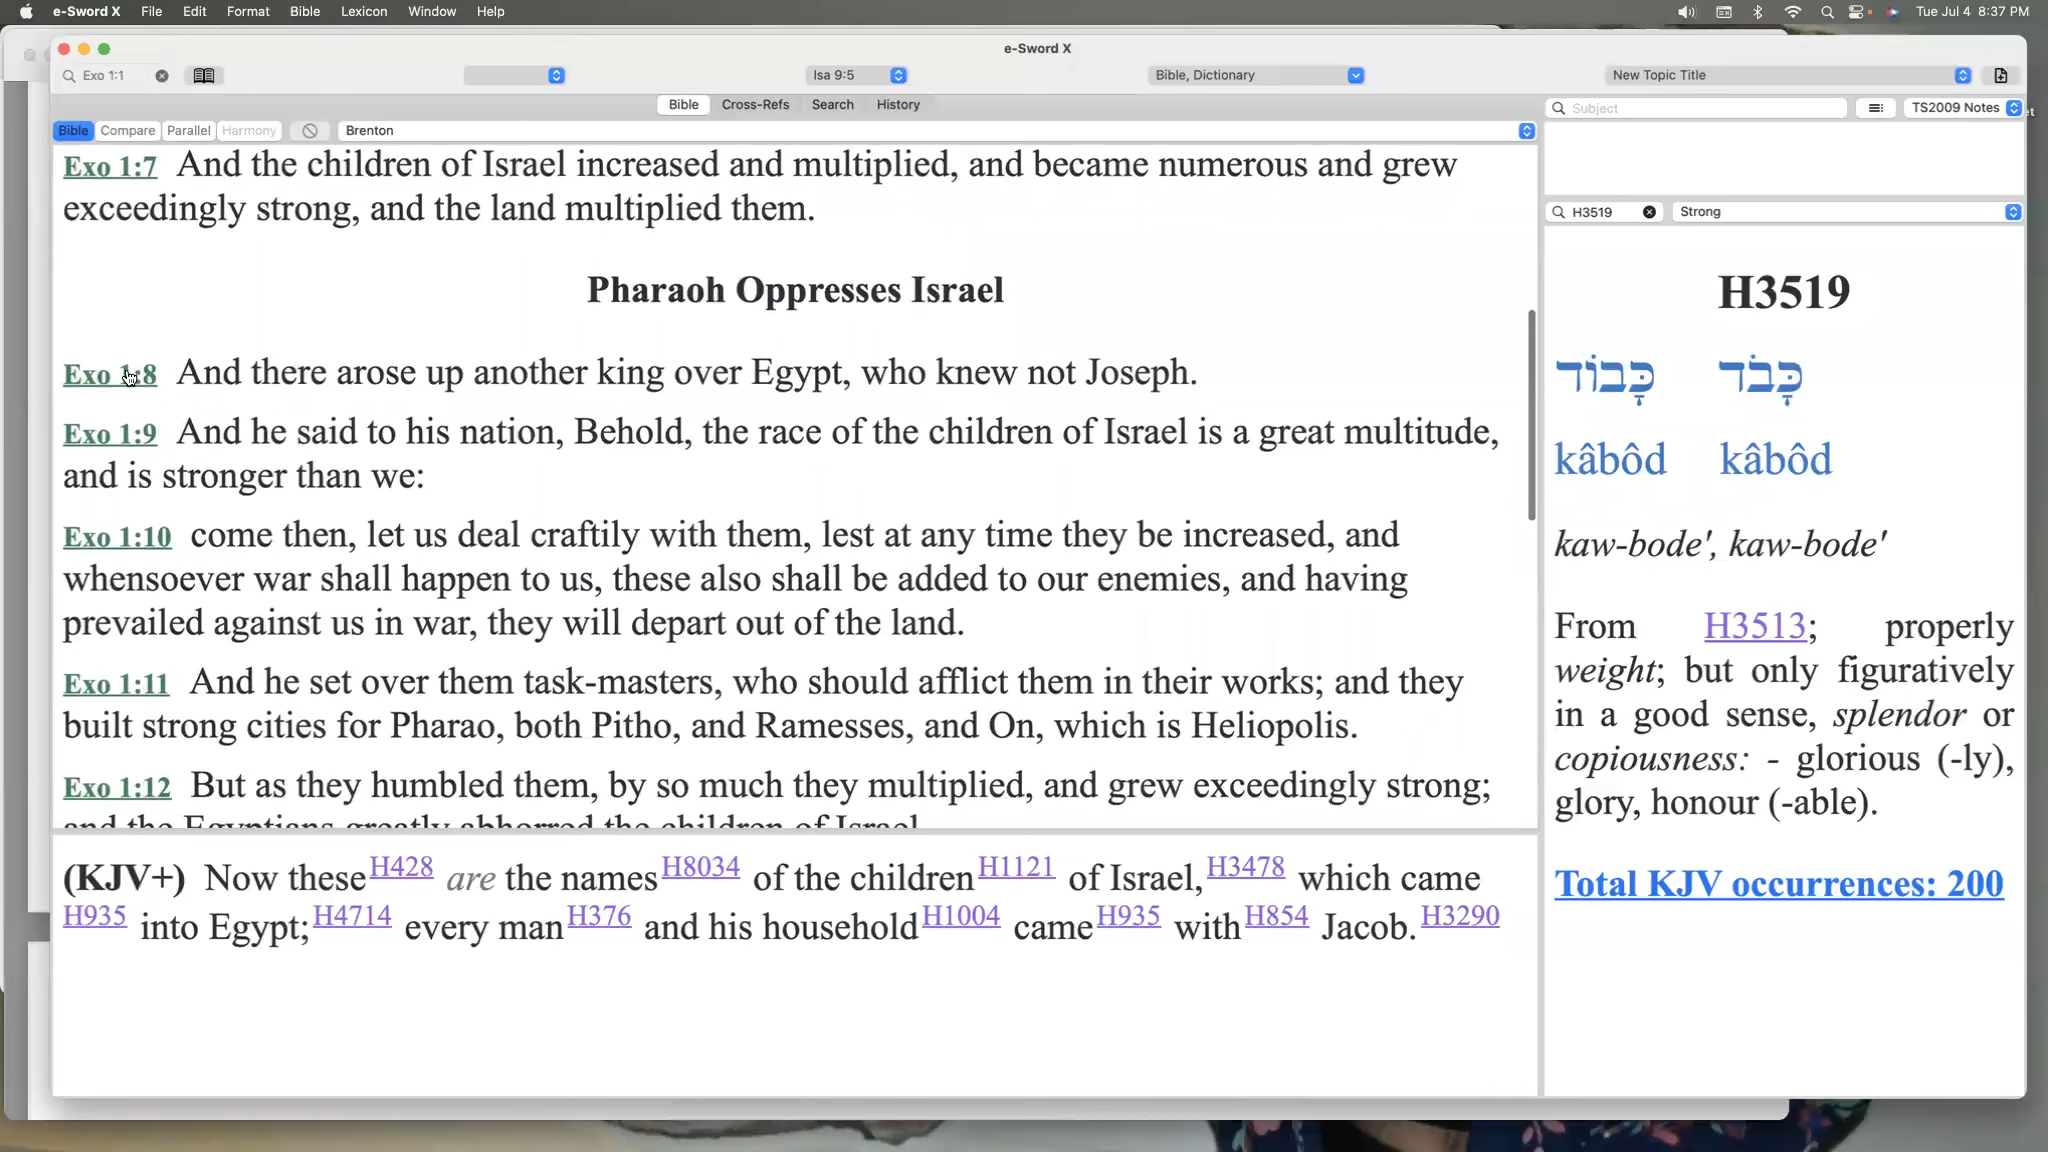 e-Sword X File Edit Format Bible Lexicon Window Help Tue Jul 4 8:37 PM
e-Sword X
Exo 1:1 Isa 9:5 Bible, Dictionary New Topic Title
Bible Cross-Refs Search History
Subject TS2009 Notes
Bible Compare Parallel Harmony Brenton
Exo 1:7 And the children of Israel increased and multiplied, and became numerous and grew
exceedingly strong, and the land multiplied them.
Pharaoh Oppresses Israel
Exo 1:8 And there arose up another king over Egypt, who knew not Joseph.
Exo 1:9 And he said to his nation, Behold, the race of the children of Israel is a great multitude,
and is stronger than we:
Exo 1:10 come then, let us deal craftily with them, lest at any time they be increased, and
whensoever war shall happen to us, these also shall be added to our enemies, and having
prevailed against us in war, they will depart out of the land.
Exo 1:11 And he set over them task-masters, who should afflict them in their works; and they
built strong cities for Pharao, both Pitho, and Ramesses, and On, which is Heliopolis.
Exo 1:12 But as they humbled them, by so much they multiplied, and grew exceedingly strong;
and the Egyptians greatly abhorred the children of Israel
(KJV+) Now these H428 are the names H8034 of the children H1121 of Israel, H3478 which came
H935 into Egypt; H4714 every man H376 and his household H1004 came H935 with H854 Jacob. H3290
H3519 Strong
H3519
כָּבוֹד כָּבֹד
kâbôd kâbôd
kaw-bode', kaw-bode'
From H3513; properly
weight; but only figuratively
in a good sense, splendor or
copiousness: - glorious (-ly),
glory, honour (-able).
Total KJV occurrences: 200